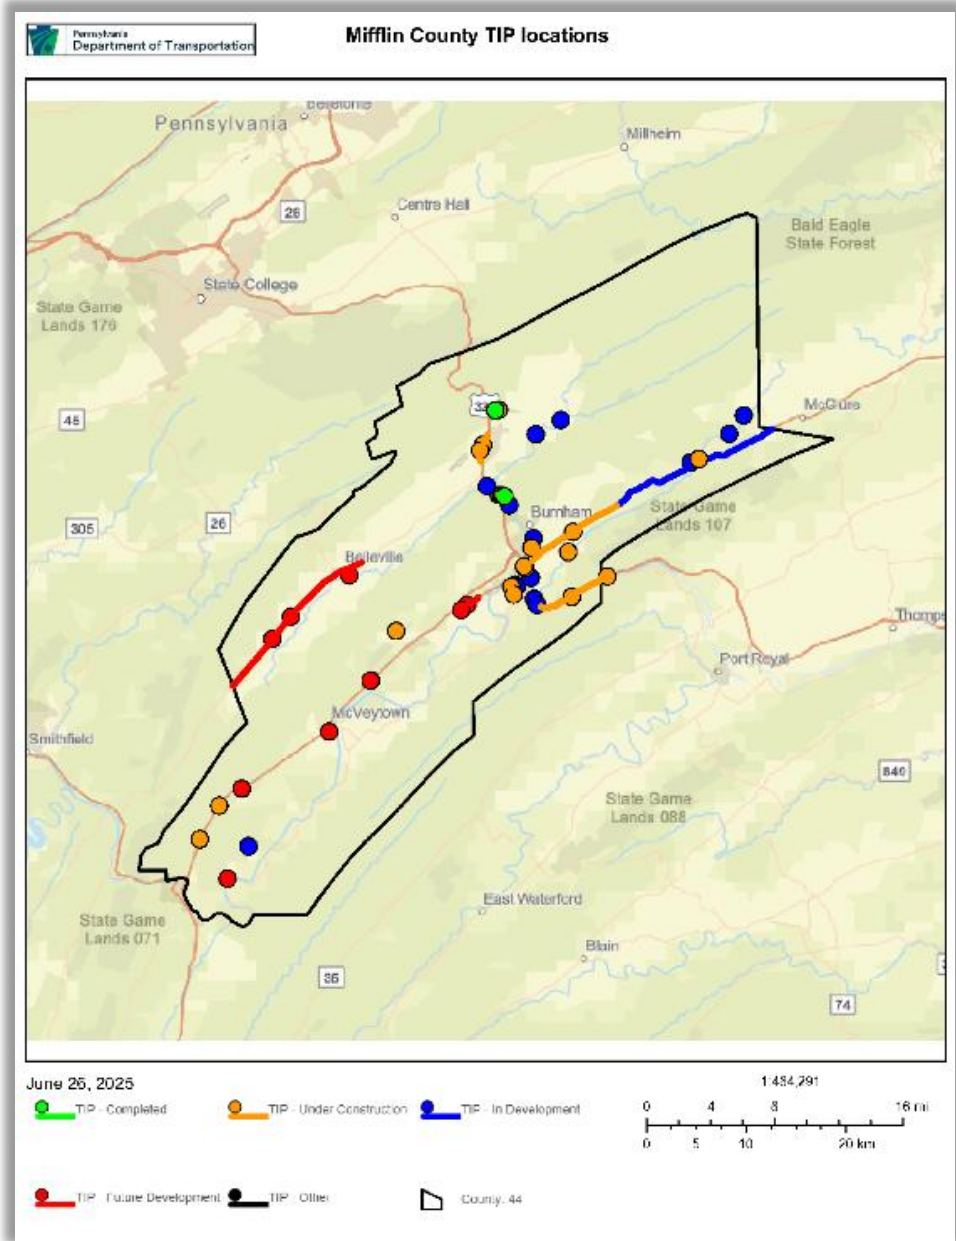 Pennsylvania
Department of Transportation
Mifflin County TIP locations
Bellefonte
Pennsylvania
Millheim
26
Centre Hall
Bald Eagle
State Forest
State College
State Game
Lands 176
45
McClure
305
26
Burnham
State Game
Lands 107
Belleville
Thomps
Port Royal
McVeytown
Smithfield
849
State Game
Lands 088
East Waterford
State Game
Lands 071
Blain
35
74
June 26, 2025
1:464,291
TIP - Completed
TIP - Under Construction
TIP - In Development
0 4 8 16 mi
0 5 10 20 km
TIP - Future Development
TIP - Other
County: 44